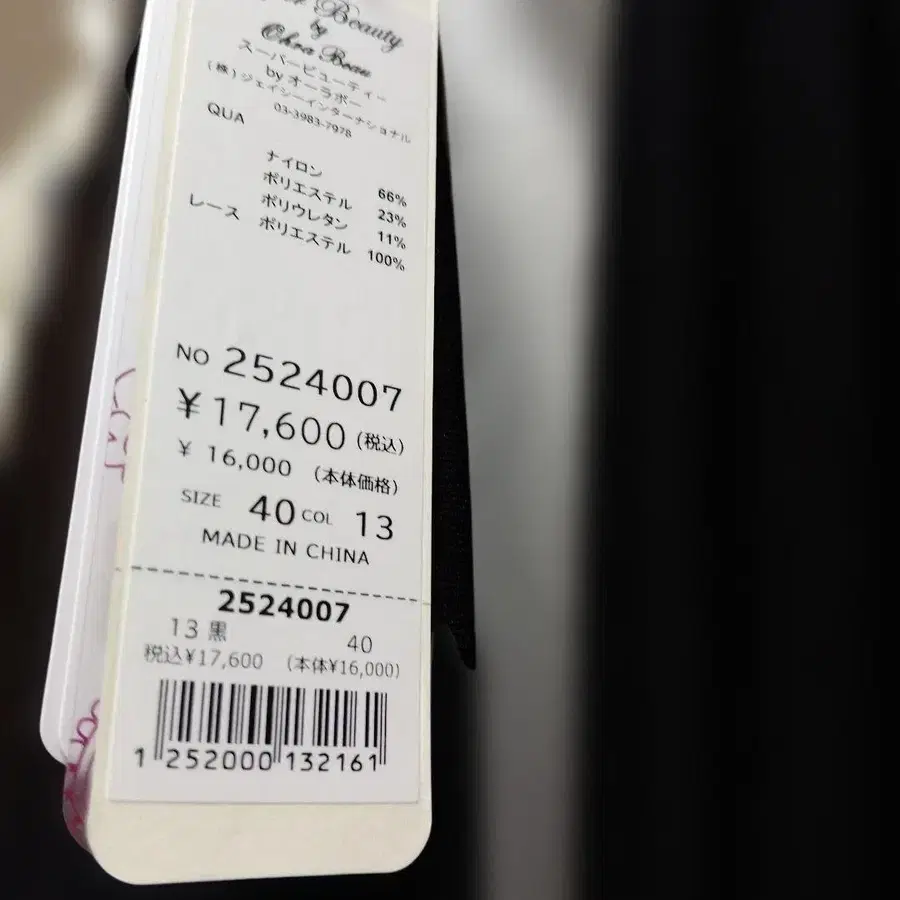 Beauty
by
Ohra Beau
スーパービューティー
by オーラボー
(株)ジェイシーインターナショナル
03-3983-7978
QUA
ナイロン 66%
ポリエステル 23%
ポリウレタン 11%
レース ポリエステル 100%
NO 2524007
¥17,600 (税込)
¥ 16,000 (本体価格)
SIZE 40 COL 13
MADE IN CHINA
2524007
13 黒 40
税込¥17,600 (本体¥16,000)
1 252000 132161